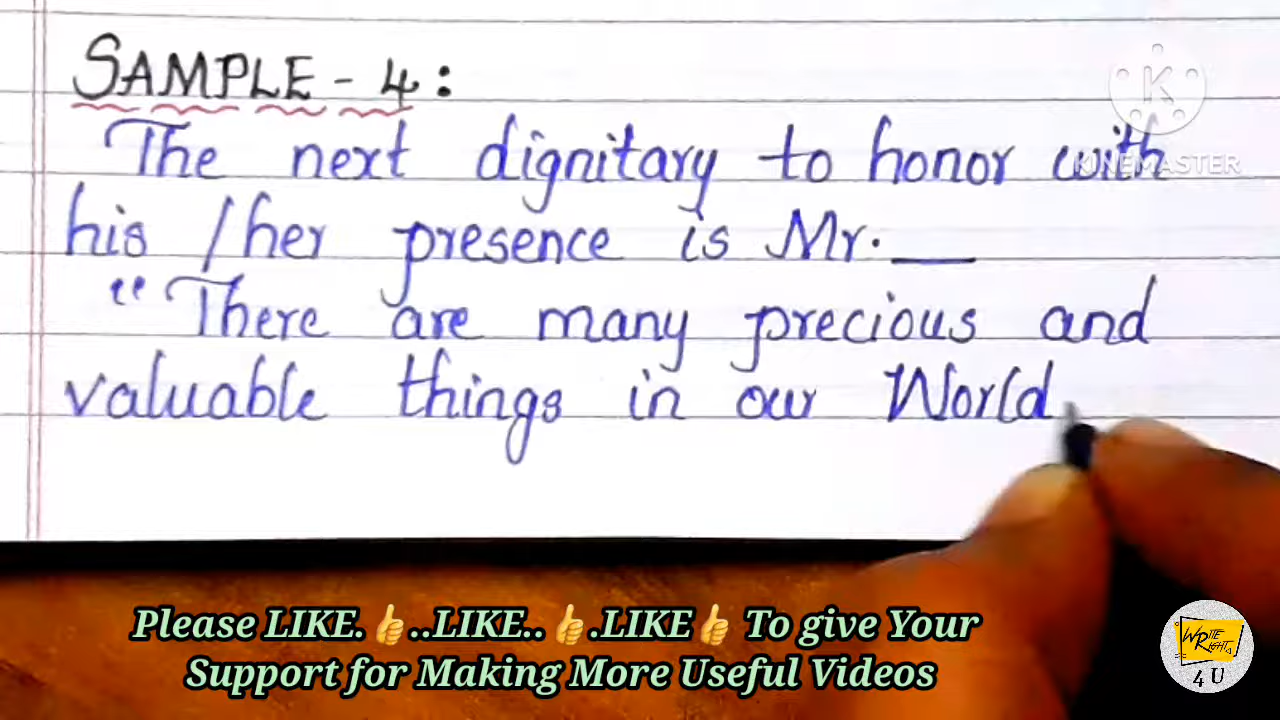 SAMPLE - 4 :
The next dignitary to honor with
his / her presence is Mr. __
" There are many precious and
valuable things in our World
KINEMASTER
Please LIKE.👍..LIKE..👍.LIKE👍 To give Your
Support for Making More Useful Videos
WRITE
RIGHT
4 U